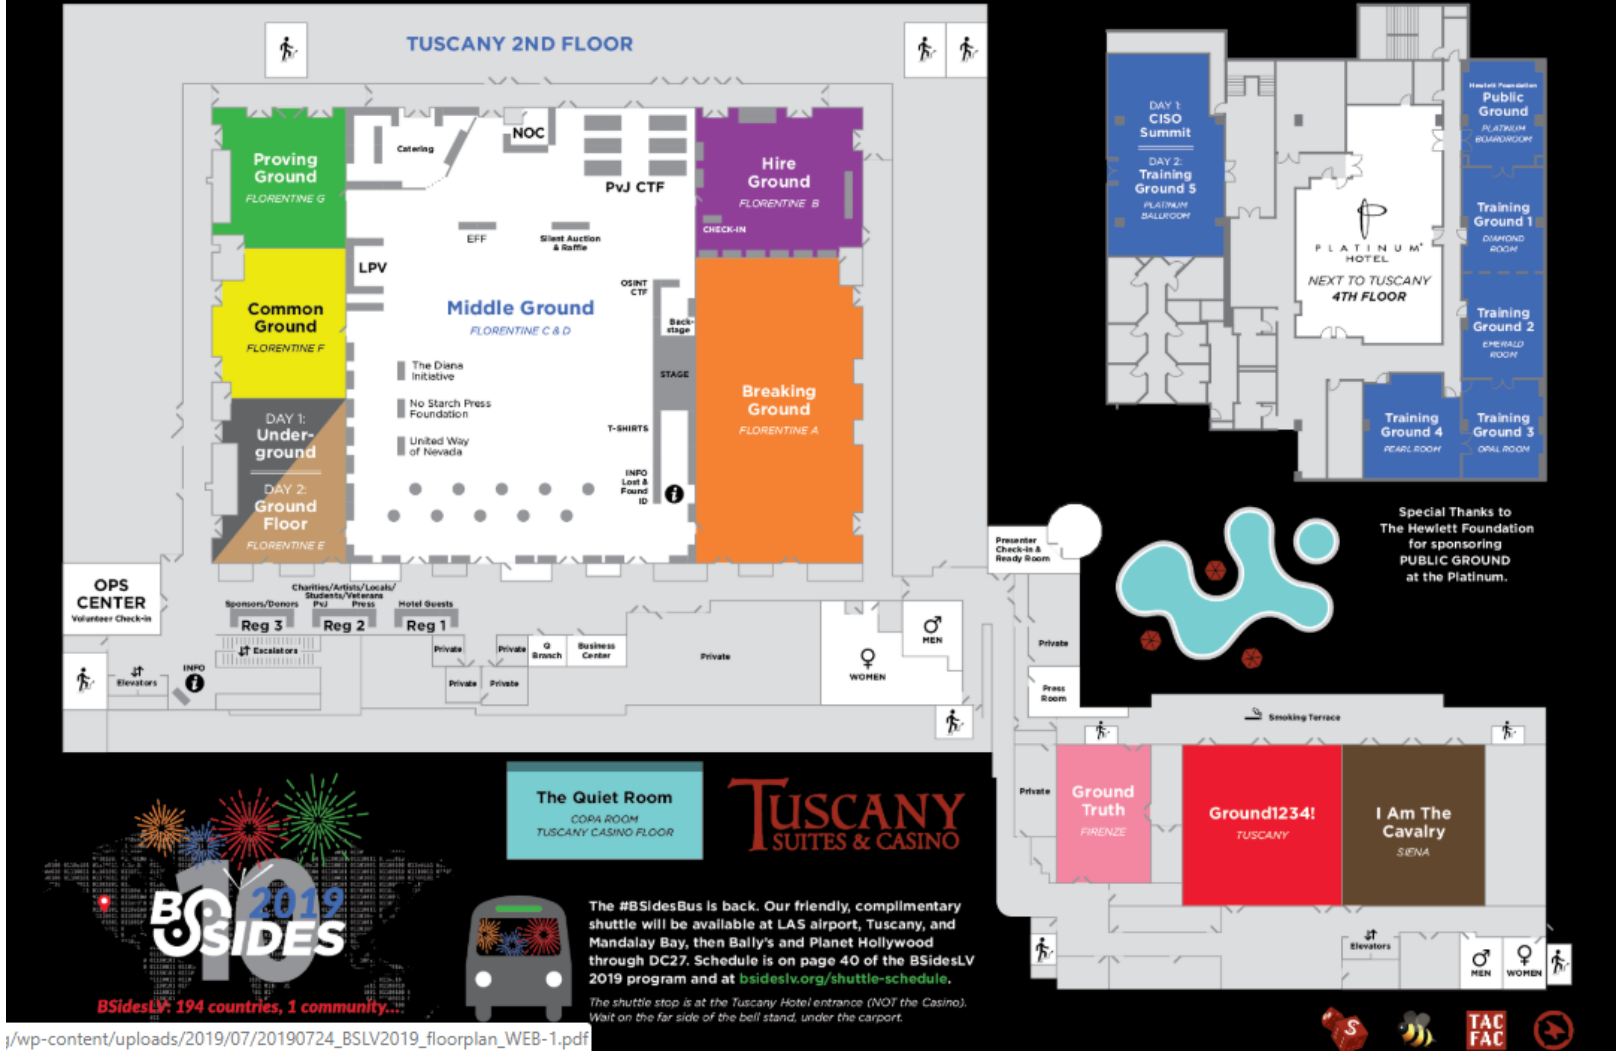 TUSCANY 2ND FLOOR
Proving
Ground
FLORENTINE G
Catering
NOC
PvJ CTF
Hire
Ground
FLORENTINE B
CHECK-IN
EFF
Silent Auction
& Raffle
LPV
Common
Ground
FLORENTINE F
Middle Ground
FLORENTINE C & D
OSINT
CTF
Back-
stage
STAGE
The Diana
Initiative
No Starch Press
Foundation
United Way
of Nevada
T-SHIRTS
INFO
Lost &
Found
ID
i
Breaking
Ground
FLORENTINE A
DAY 1:
Under-
ground
DAY 2:
Ground
Floor
FLORENTINE E
OPS
CENTER
Volunteer Check-in
Charities/Artists/Locals/
Students/Veterans
Sponsors/Donors
PvJ
Press
Hotel Guests
Reg 3
Reg 2
Reg 1
Escalators
Elevators
INFO
i
Private
Private
Q
Branch
Business
Center
Private
Private
Private
WOMEN
MEN
Presenter
Check-in &
Ready Room
Private
Press
Room
DAY 1:
CISO
Summit
DAY 2:
Training
Ground 5
PLATINUM
BALLROOM
PLATINUM
HOTEL
NEXT TO TUSCANY
4TH FLOOR
Hewlett Foundation
Public
Ground
PLATINUM
BOARDROOM
Training
Ground 1
DIAMOND
ROOM
Training
Ground 2
EMERALD
ROOM
Training
Ground 4
PEARL ROOM
Training
Ground 3
OPAL ROOM
Special Thanks to
The Hewlett Foundation
for sponsoring
PUBLIC GROUND
at the Platinum.
Smoking Terrace
Private
Ground
Truth
FIRENZE
Ground1234!
TUSCANY
I Am The
Cavalry
SIENA
Elevators
MEN
WOMEN
The Quiet Room
COPA ROOM
TUSCANY CASINO FLOOR
TUSCANY
SUITES & CASINO
10
2019
BSIDES
BSidesLV: 194 countries, 1 community...
The #BSidesBus is back. Our friendly, complimentary
shuttle will be available at LAS airport, Tuscany, and
Mandalay Bay, then Bally's and Planet Hollywood
through DC27. Schedule is on page 40 of the BSidesLV
2019 program and at bsideslv.org/shuttle-schedule.
The shuttle stop is at the Tuscany Hotel entrance (NOT the Casino).
Wait on the far side of the bell stand, under the carport.
S
TAC
FAC
/wp-content/uploads/2019/07/20190724_BSLV2019_floorplan_WEB-1.pdf